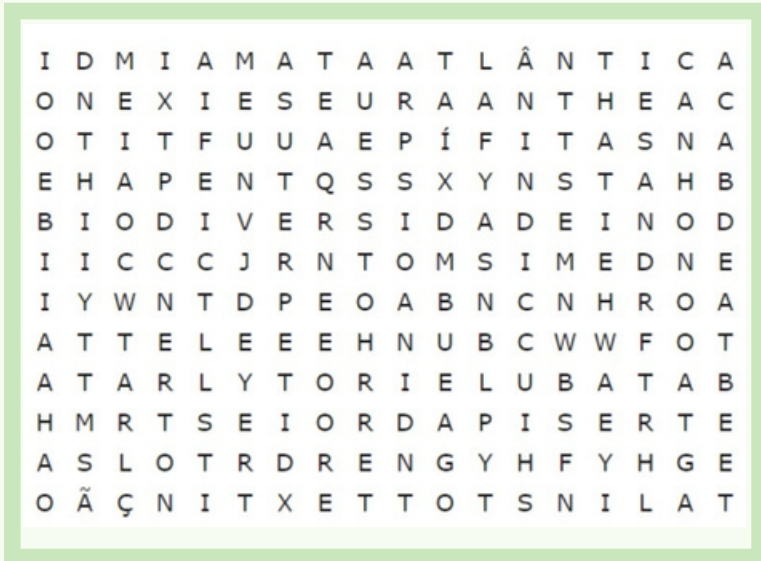 I D M I A M A T A A T L Â N T I C A
O N E X I E S E U R A A N T H E A C
O T I T F U U A E P Í F I T A S N A
E H A P E N T Q S S X Y N S T A H B
B I O D I V E R S I D A D E I N O D
I I C C C J R N T O M S I M E D N E
I Y W N T D P E O A B N C N H R O A
A T T E L E E E H N U B C W W F O T
A T A R L Y T O R I E L U B A T A B
H M R T S E I O R D A P I S E R T E
A S L O T R D R E N G Y H F Y H G E
O Ã Ç N I T X E T T O T S N I L A T